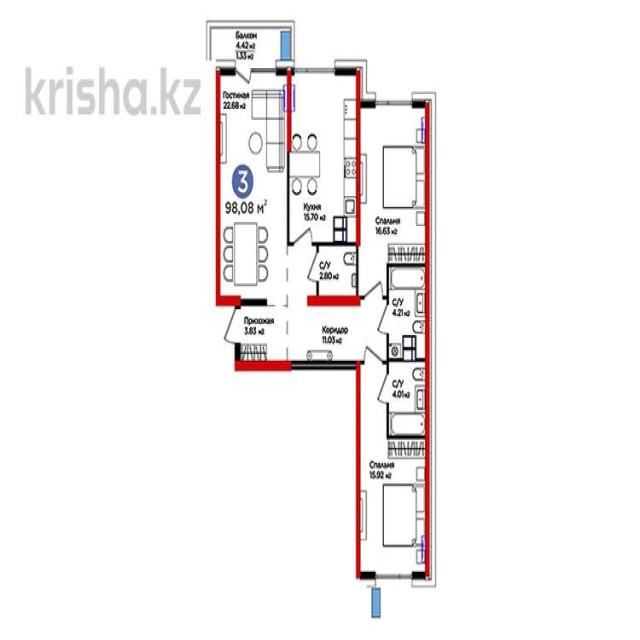 Балкон
4.42 м2
1.33 м2
krisha.kz
Гостиная
22.68 м2
3
98,08 м2
Кухня
15.70 м2
Спальня
16.63 м2
С/У
2.80 м2
С/У
4.21 м2
Прихожая
3.83 м2
Коридор
11.03 м2
С/У
4.01 м2
Спальня
15.92 м2